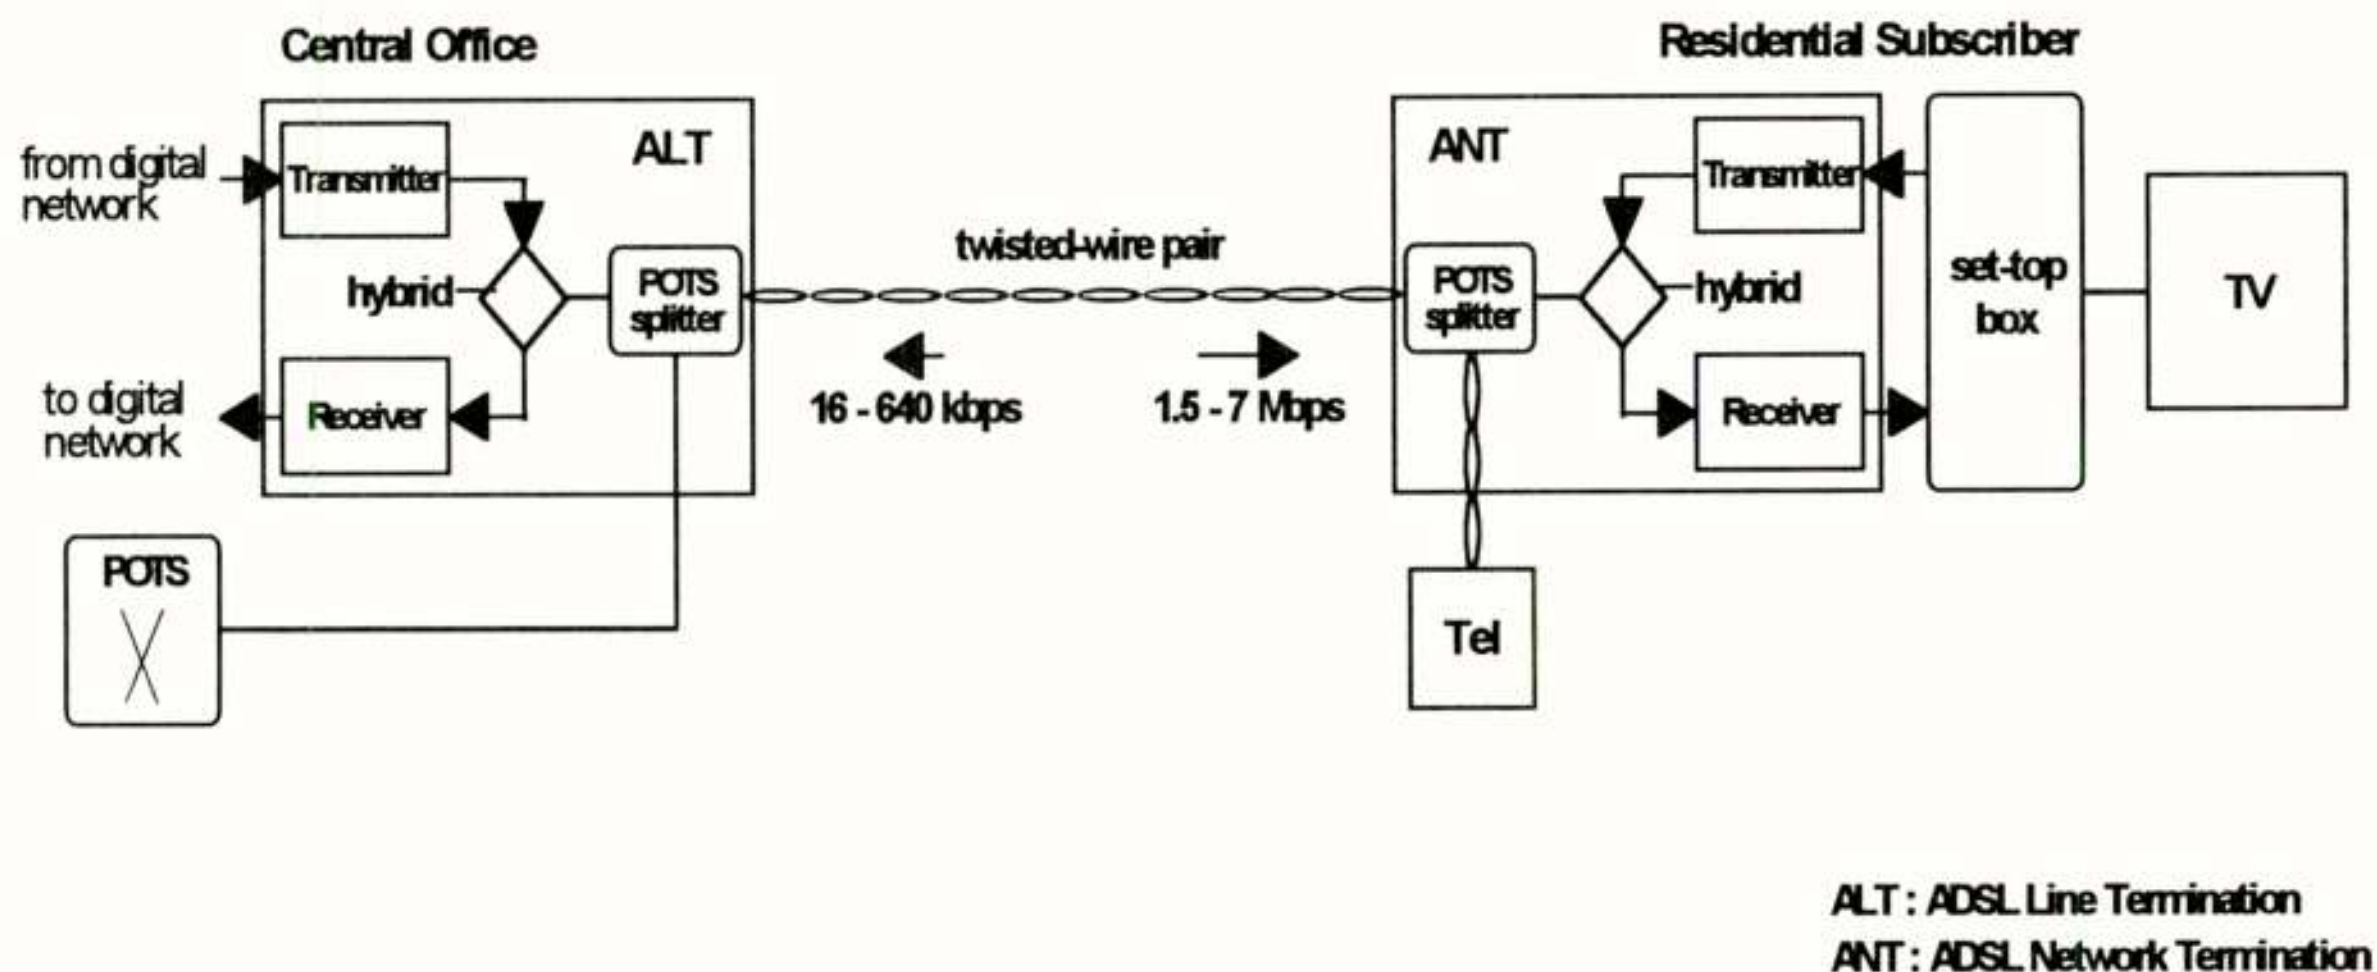 Central Office
Residential Subscriber
from digital
network
Transmitter
ALT
hybrid
POTS
splitter
to digital
network
Receiver
POTS
twisted-wire pair
16 - 640 kbps
1.5 - 7 Mbps
ANT
Transmitter
POTS
splitter
hybrid
Receiver
Tel
set-top
box
TV
ALT : ADSL Line Termination
ANT : ADSL Network Termination